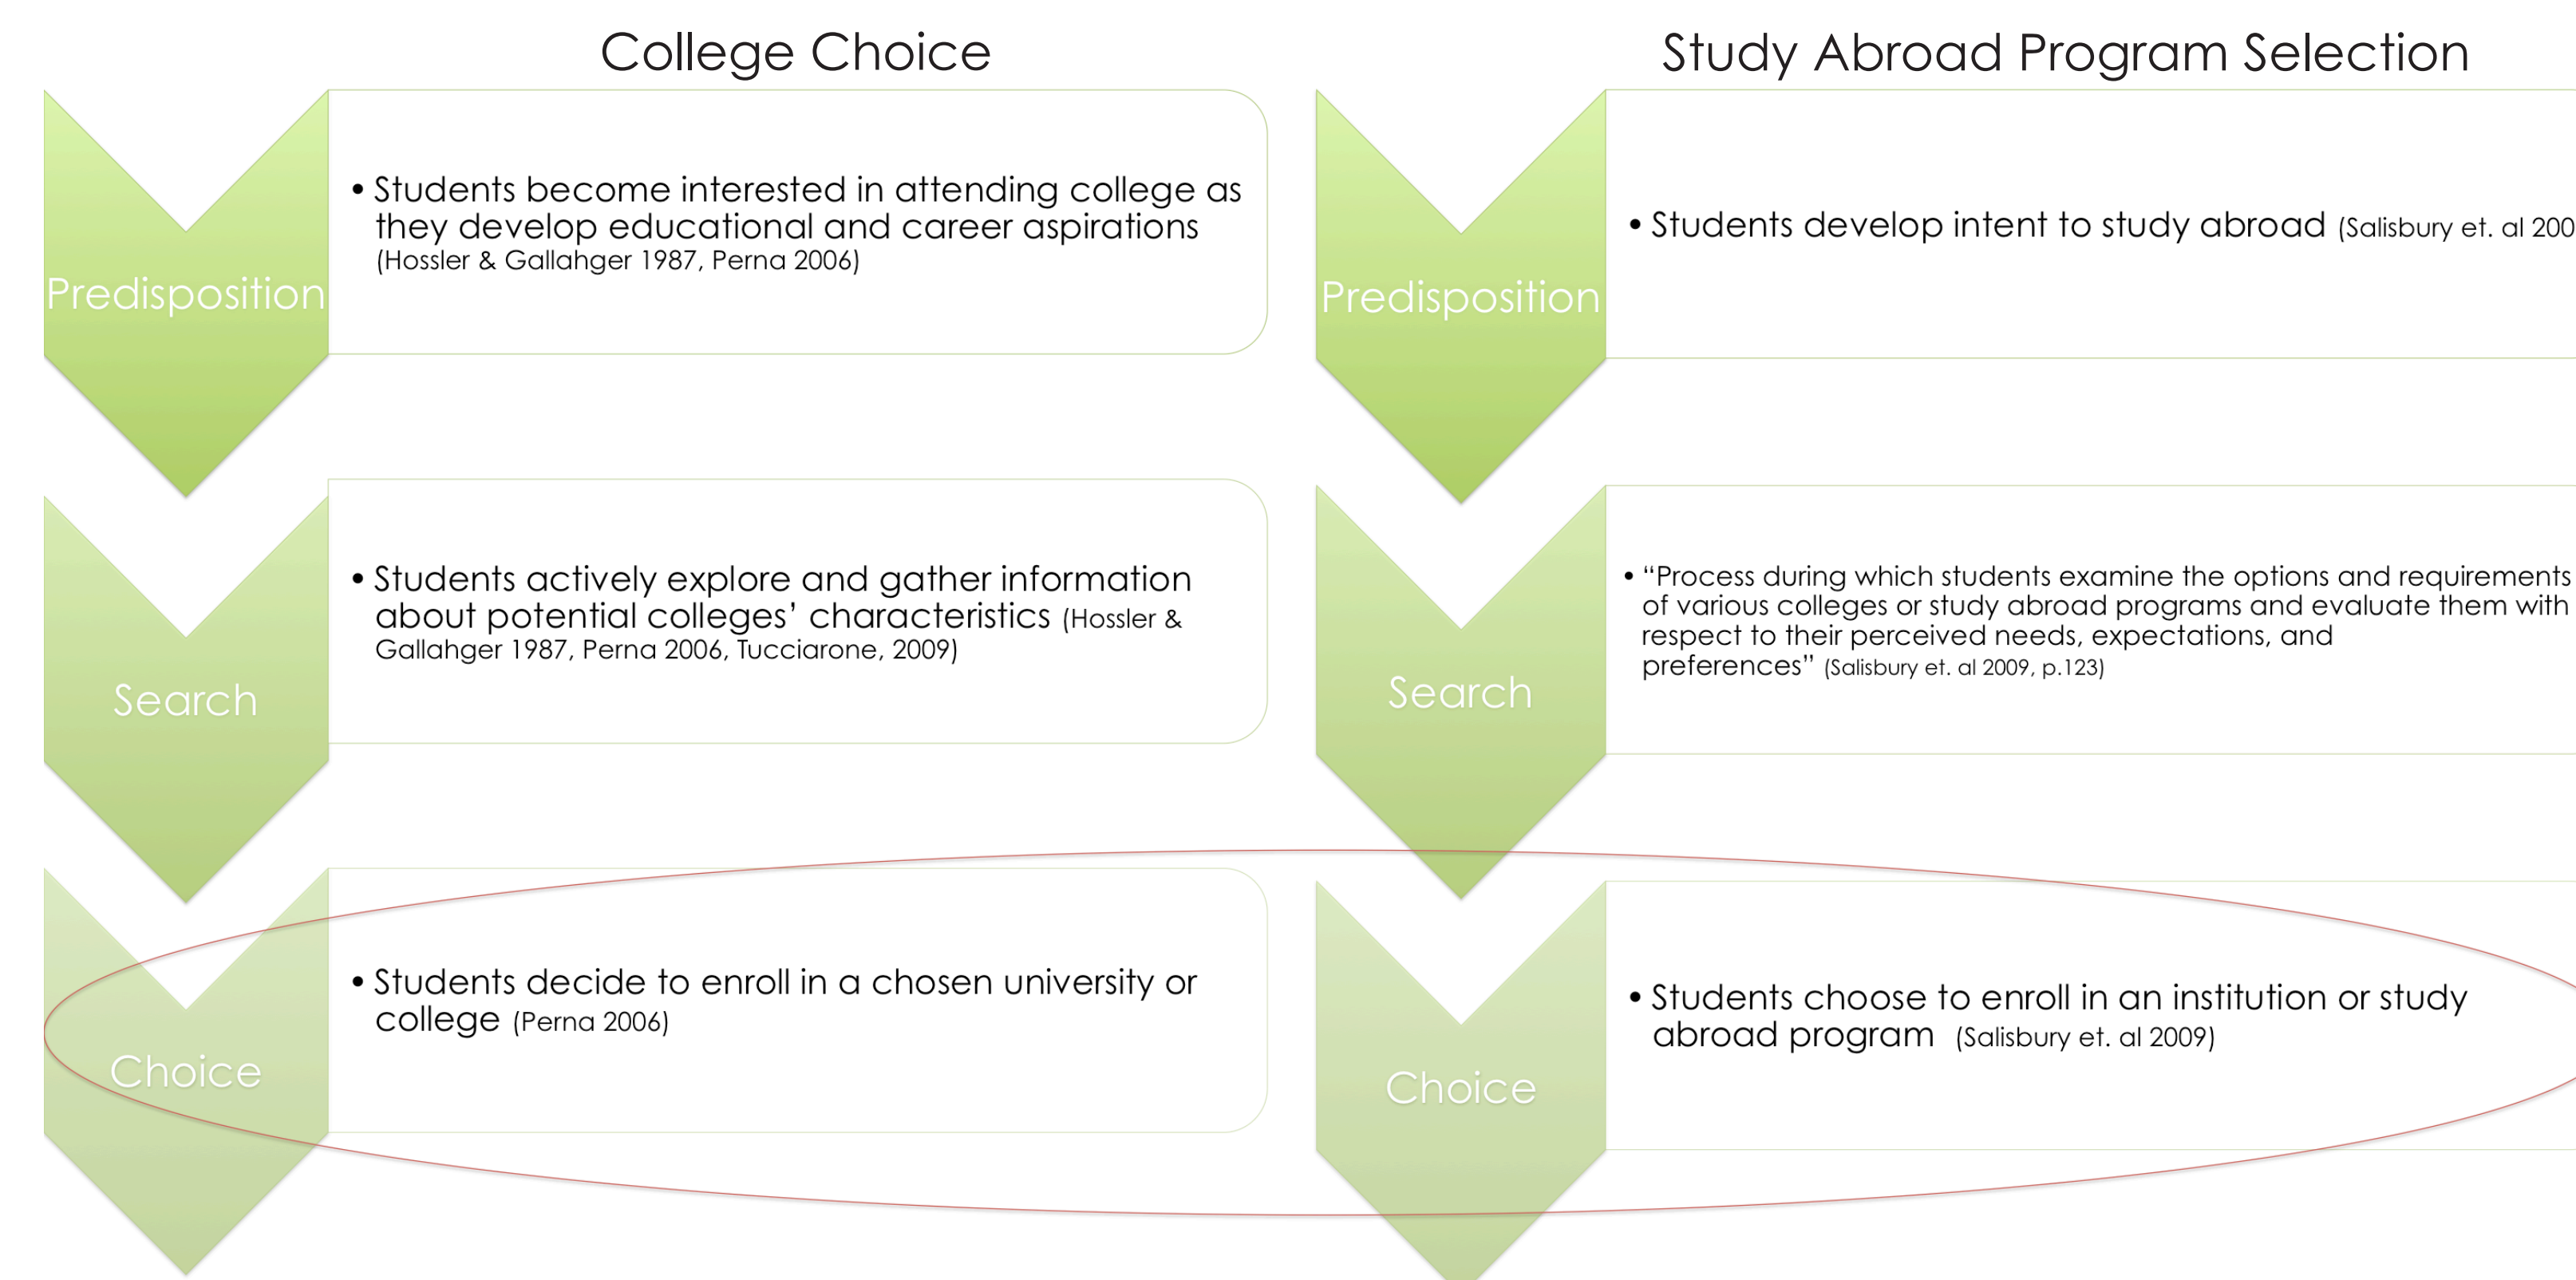 College Choice
Predisposition
• Students become interested in attending college as
they develop educational and career aspirations
(Hossler & Gallahger 1987, Perna 2006)
Search
• Students actively explore and gather information
about potential colleges’ characteristics (Hossler &
Gallahger 1987, Perna 2006, Tucciarone, 2009)
Choice
• Students decide to enroll in a chosen university or
college (Perna 2006)
Study Abroad Program Selection
Predisposition
• Students develop intent to study abroad (Salisbury et. al 200
Search
• “Process during which students examine the options and requirements
of various colleges or study abroad programs and evaluate them with
respect to their perceived needs, expectations, and
preferences” (Salisbury et. al 2009, p.123)
Choice
• Students choose to enroll in an institution or study
abroad program (Salisbury et. al 2009)